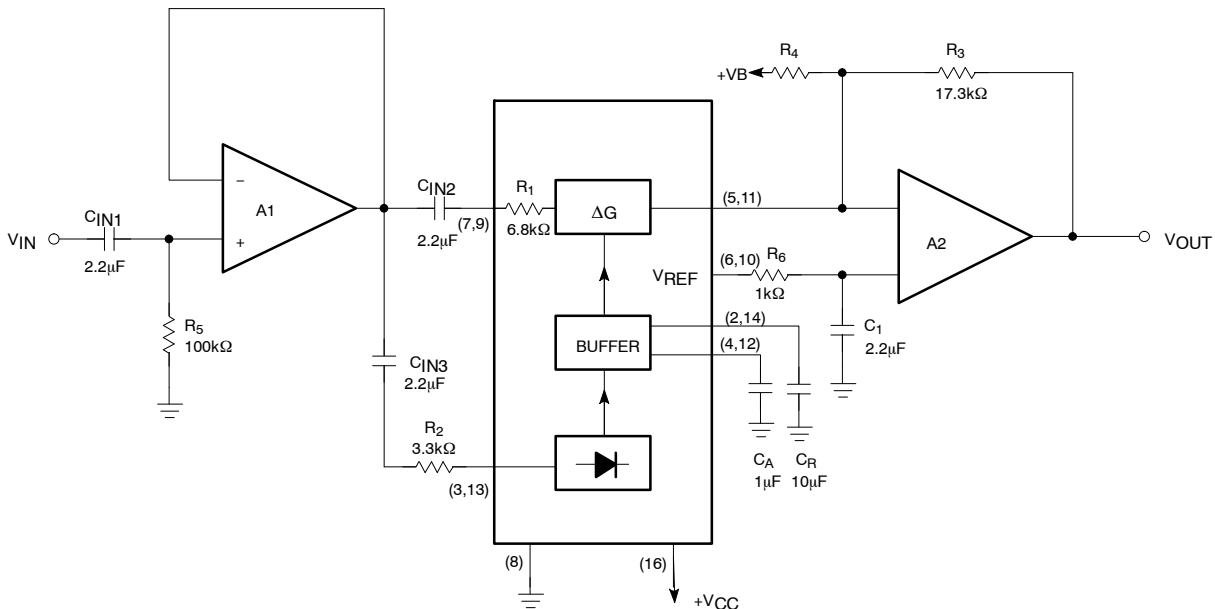 R4
R3
+VB
17.3kΩ
−
A1
+
CIN1
VIN
2.2µF
R5
100kΩ
CIN2
(7,9)
2.2µF
R1
6.8kΩ
ΔG
(5,11)
A2
VOUT
VREF
(6,10)
R6
1kΩ
C1
2.2µF
BUFFER
(2,14)
(4,12)
CIN3
2.2µF
R2
3.3kΩ
(3,13)
CA
1µF
CR
10µF
(8)
(16)
+VCC